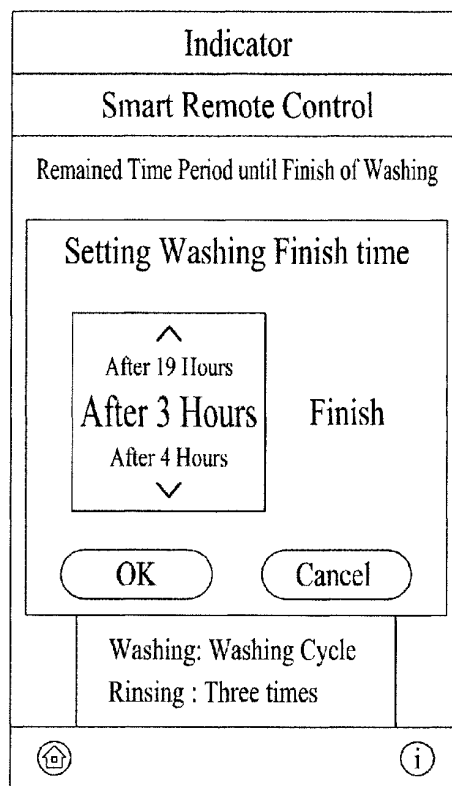 Indicator
Smart Remote Control
Remained Time Period until Finish of Washing
Setting Washing Finish time
After 19 Hours
After 3 Hours
Finish
After 4 Hours
OK
Cancel
Washing: Washing Cycle
Rinsing : Three times
i